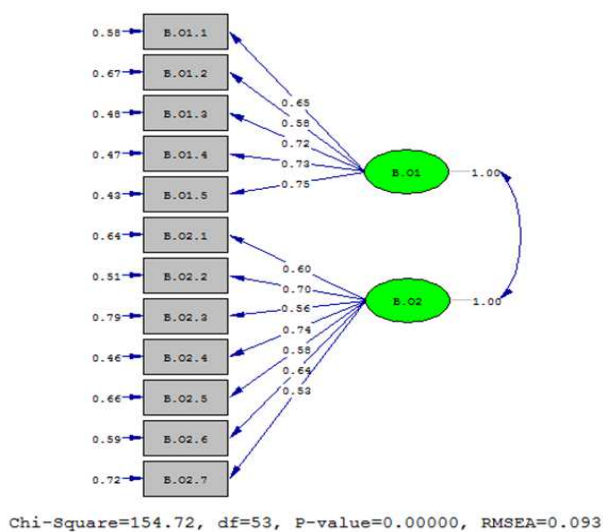 0.58 B.O1.1
0.67 B.O1.2
0.48 B.O1.3
0.47 B.O1.4
0.43 B.O1.5
0.64 B.O2.1
0.51 B.O2.2
0.79 B.O2.3
0.46 B.O2.4
0.66 B.O2.5
0.59 B.O2.6
0.72 B.O2.7
0.65
0.58
0.72
0.73
0.75
B.O1 1.00
0.60
0.70
0.56
0.74
0.58
0.64
0.53
B.O2 1.00
Chi-Square=154.72, df=53, P-value=0.00000, RMSEA=0.093